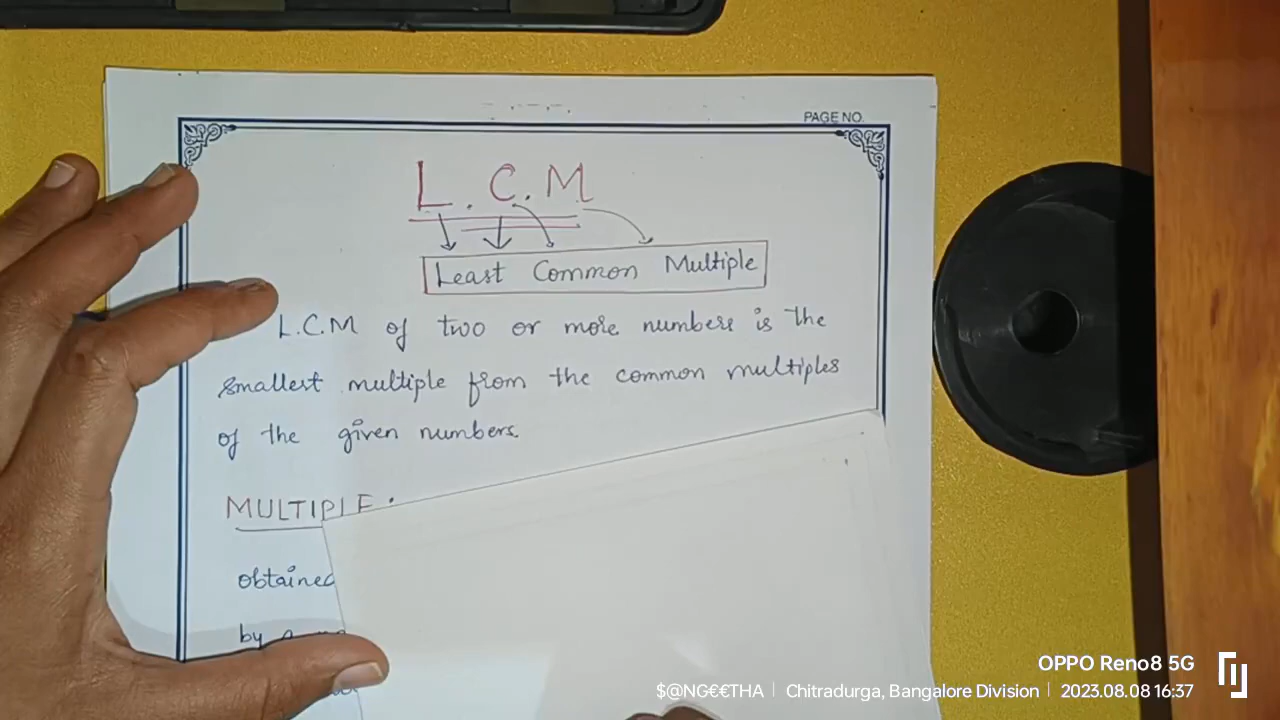 PAGE NO.
L.C.M
Least Common Multiple
L.C.M of two or more numbers is the
smallest multiple from the common multiples
of the given numbers.
MULTIPLE :
obtained
by a
OPPO Reno8 5G
$@NG€€THA | Chitradurga, Bangalore Division | 2023.08.08 16:37